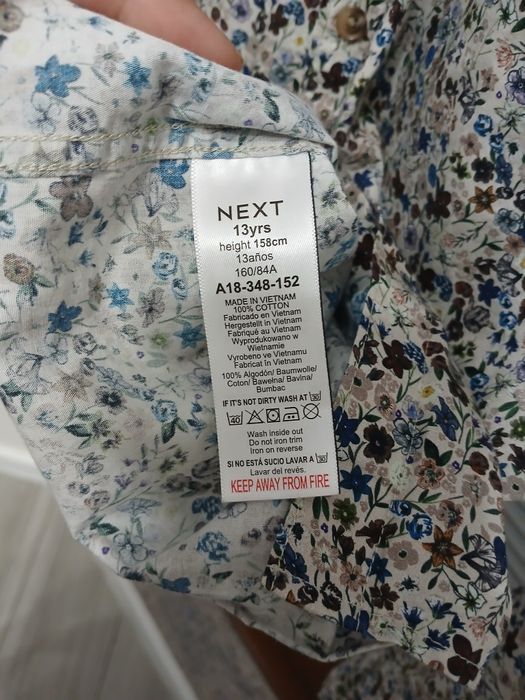 NEXT
13yrs
height 158cm
13años
160/84A
A18-348-152
MADE IN VIETNAM
100% COTTON
Fabricado en Vietnam
Hergestellt in Vietnam
Fabriqué au Vietnam
Wyprodukowano w
Wietnamie
Vyrobeno ve Vietnamu
Fabbricat în Vietnam
100% Algodón/ Baumwolle/
Coton/ Bawełna/ Bavlna/
Bumbac
IF IT'S NOT DIRTY WASH AT 30
40
Wash inside out
Do not iron trim
Iron on reverse
SI NO ESTÁ SUCIO LAVAR A 30
Lavar del revés.
KEEP AWAY FROM FIRE